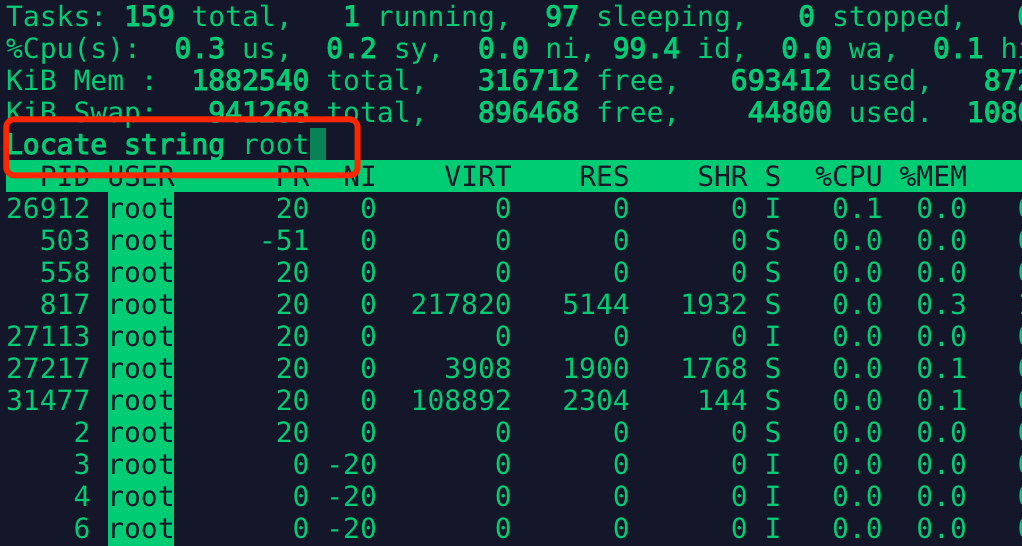 Tasks: 159 total, 1 running, 97 sleeping, 0 stopped,
%Cpu(s): 0.3 us, 0.2 sy, 0.0 ni, 99.4 id, 0.0 wa, 0.1 hi
KiB Mem : 1882540 total, 316712 free, 693412 used, 872
KiB Swap: 941268 total, 896468 free, 44800 used. 1080
Locate string root
PID USER PR NI VIRT RES SHR S %CPU %MEM
26912 root 20 0 0 0 0 I 0.1 0.0
503 root -51 0 0 0 0 S 0.0 0.0
558 root 20 0 0 0 0 S 0.0 0.0
817 root 20 0 217820 5144 1932 S 0.0 0.3
27113 root 20 0 0 0 0 I 0.0 0.0
27217 root 20 0 3908 1900 1768 S 0.0 0.1
31477 root 20 0 108892 2304 144 S 0.0 0.1
2 root 20 0 0 0 0 S 0.0 0.0
3 root 0 -20 0 0 0 I 0.0 0.0
4 root 0 -20 0 0 0 I 0.0 0.0
6 root 0 -20 0 0 0 I 0.0 0.0